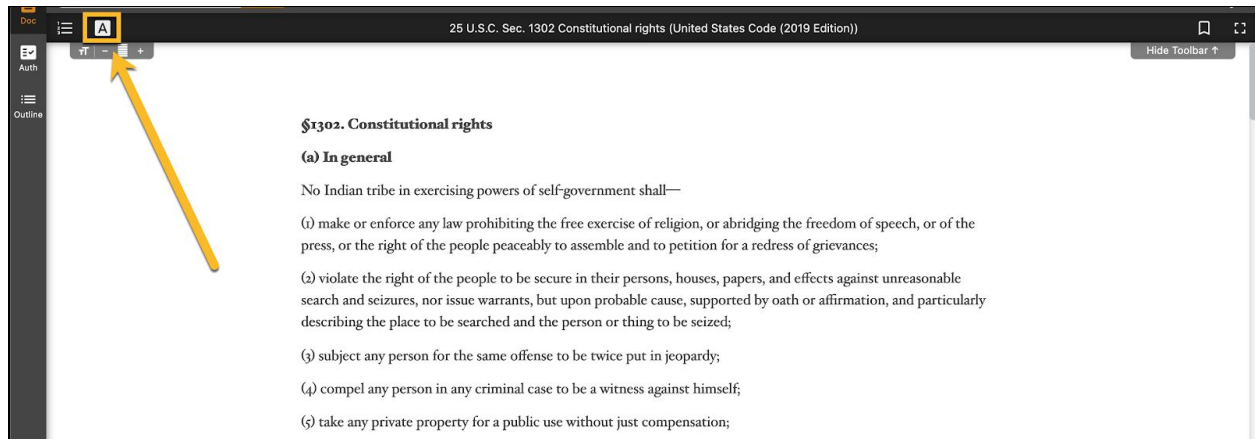 Doc
A
25 U.S.C. Sec. 1302 Constitutional rights (United States Code (2019 Edition))
Auth
тT - +
Hide Toolbar ↑
Outline
§1302. Constitutional rights
(a) In general
No Indian tribe in exercising powers of self-government shall—
(1) make or enforce any law prohibiting the free exercise of religion, or abridging the freedom of speech, or of the
press, or the right of the people peaceably to assemble and to petition for a redress of grievances;
(2) violate the right of the people to be secure in their persons, houses, papers, and effects against unreasonable
search and seizures, nor issue warrants, but upon probable cause, supported by oath or affirmation, and particularly
describing the place to be searched and the person or thing to be seized;
(3) subject any person for the same offense to be twice put in jeopardy;
(4) compel any person in any criminal case to be a witness against himself;
(5) take any private property for a public use without just compensation;